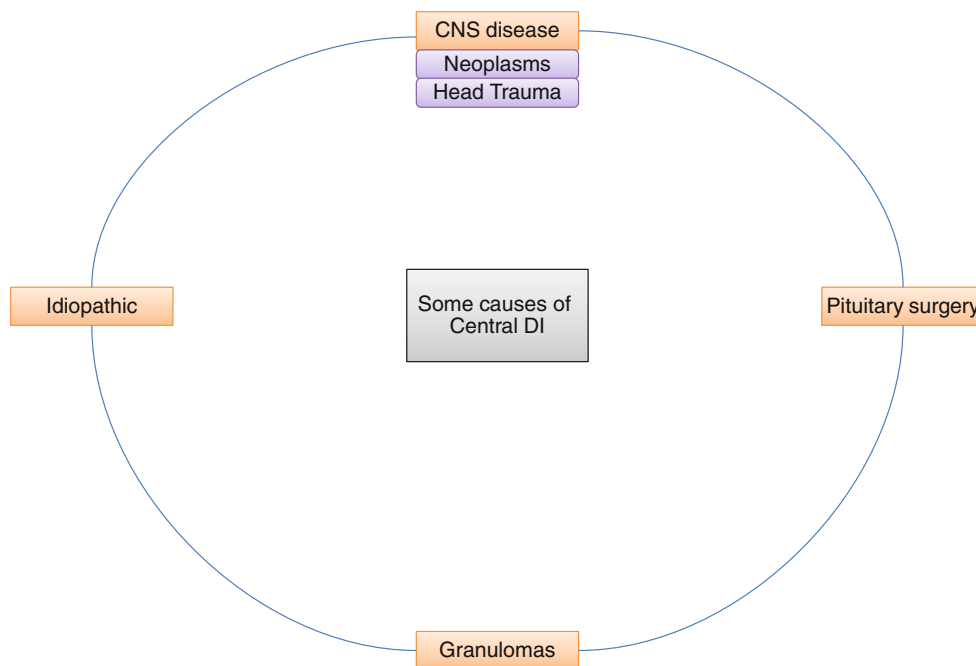 CNS disease
Neoplasms
Head Trauma
Idiopathic
Some causes of
Central DI
Pituitary surgery
Granulomas